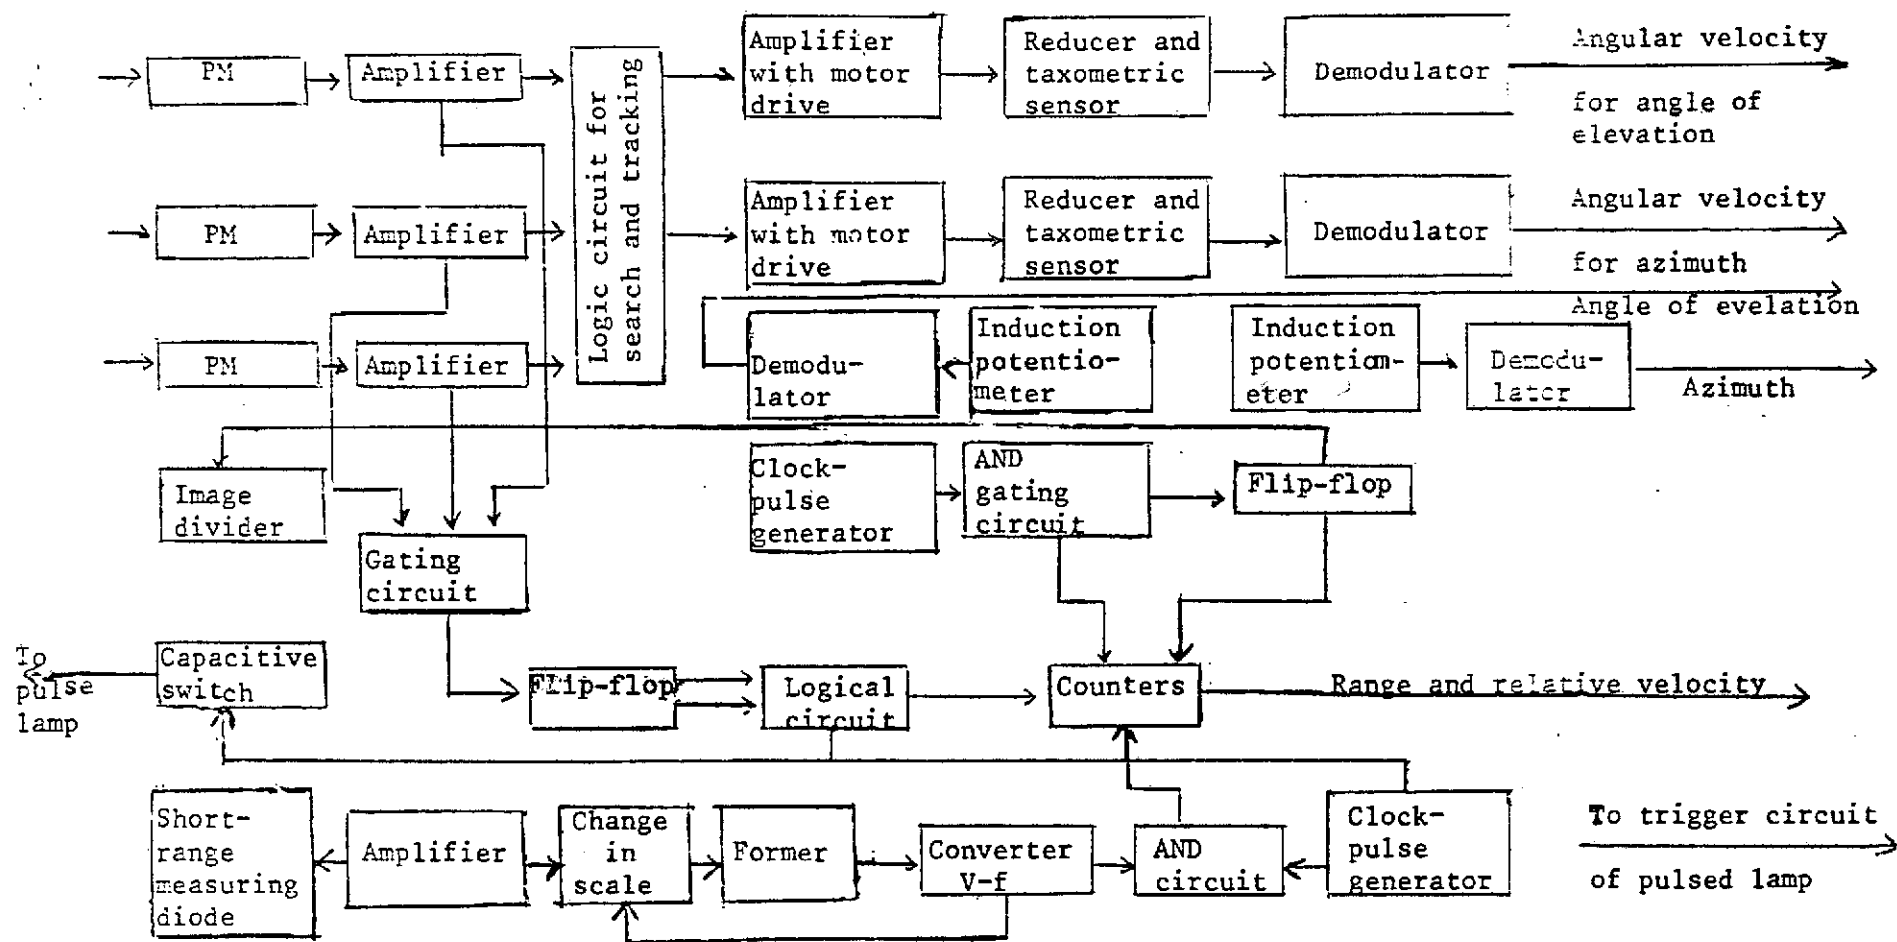 PM
Amplifier
Logic circuit for
search and tracking
Amplifier
with motor
drive
Reducer and
taxometric
sensor
Demodulator
Angular velocity
for angle of
elevation
PM
Amplifier
Amplifier
with motor
drive
Reducer and
taxometric
sensor
Demodulator
Angular velocity
for azimuth
Angle of evelation
PM
Amplifier
Demodu-
lator
Induction
potentio-
meter
Induction
potentiom-
eter
Demodu-
lator
Azimuth
Image
divider
Clock-
pulse
generator
AND
gating
circuit
Flip-flop
Gating
circuit
To
pulse
lamp
Capacitive
switch
Flip-flop
Logical
circuit
Counters
Range and relative velocity
Short-
range
measuring
diode
Amplifier
Change
in
scale
Former
Converter
V-f
AND
circuit
Clock-
pulse
generator
To trigger circuit
of pulsed lamp